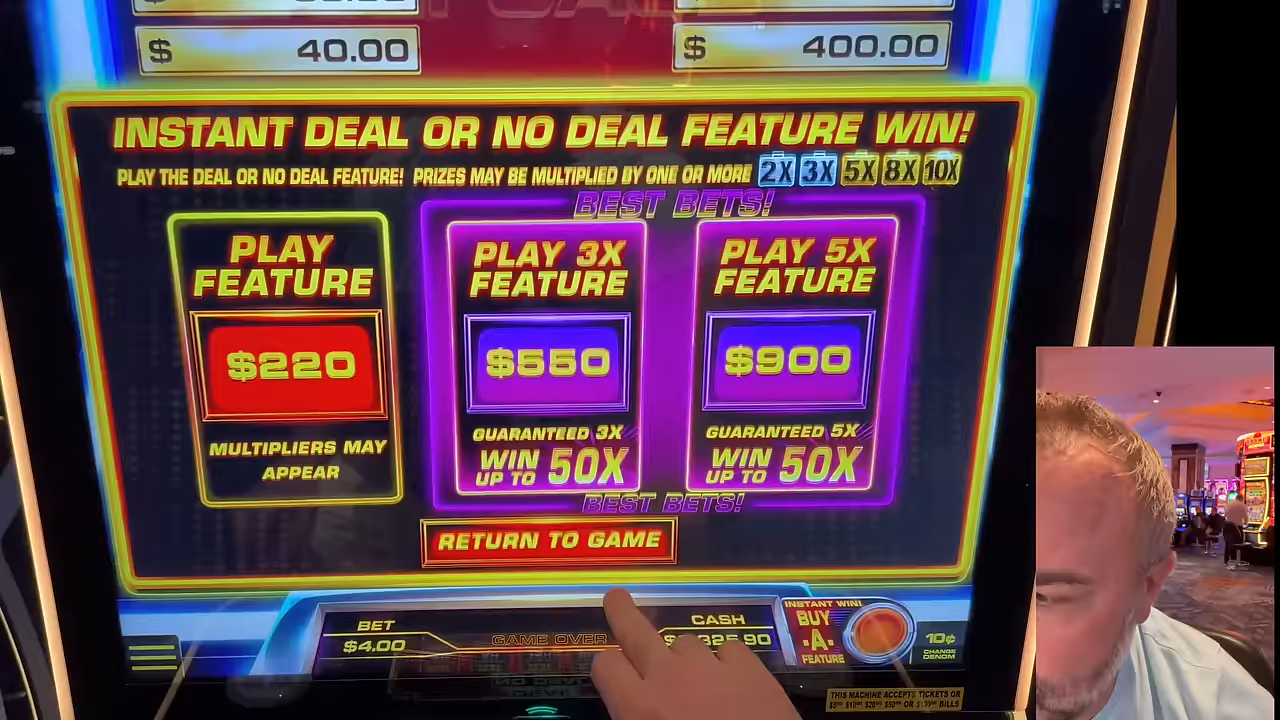 $ 40.00
$ 400.00
INSTANT DEAL OR NO DEAL FEATURE WIN!
PLAY THE DEAL OR NO DEAL FEATURE! PRIZES MAY BE MULTIPLIED BY ONE OR MORE 2X 3X 5X 8X 10X
BEST BETS!
PLAY
FEATURE
$220
MULTIPLIERS MAY
APPEAR
PLAY 3X
FEATURE
$550
GUARANTEED 3X
WIN
UP TO 50X
PLAY 5X
FEATURE
$900
GUARANTEED 5X
WIN
UP TO 50X
BEST BETS!
RETURN TO GAME
BET
$4.00
GAME OVER
CASH
INSTANT WIN!
BUY
-A-
FEATURE
10¢
CHANGE
DENOM
THIS MACHINE ACCEPTS TICKETS OR